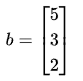 b = [5
3
2]